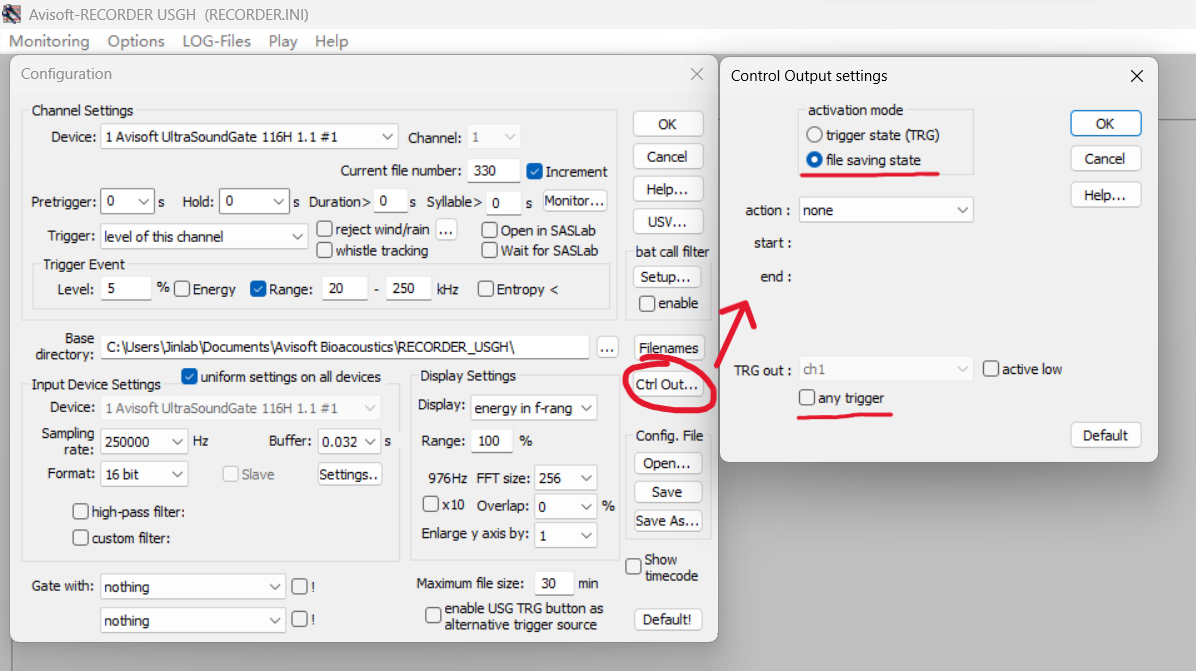 Avisoft-RECORDER USGH (RECORDER.INI)
Monitoring Options LOG-Files Play Help
Configuration
Channel Settings
Device: 1 Avisoft UltraSoundGate 116H 1.1 #1 Channel: 1
Current file number: 330 Increment
Pretrigger: 0 s Hold: 0 s Duration> 0 s Syllable> 0 s Monitor...
Trigger: level of this channel reject wind/rain ... Open in SASLab
whistle tracking Wait for SASLab
Trigger Event
Level: 5 % Energy Range: 20 - 250 kHz Entropy <
Base directory: C:\Users\Jinlab\Documents\Avisoft Bioacoustics\RECORDER_USGH\ ...
Input Device Settings uniform settings on all devices
Device: 1 Avisoft UltraSoundGate 116H 1.1 #1
Sampling rate: 250000 Hz Buffer: 0.032 s
Format: 16 bit Slave Settings..
high-pass filter:
custom filter:
Gate with: nothing !
nothing !
Display Settings
Display: energy in f-rang
Range: 100 %
976Hz FFT size: 256
x10 Overlap: 0 %
Enlarge y axis by: 1
Maximum file size: 30 min
enable USG TRG button as
alternative trigger source
OK
Cancel
Help...
USV...
bat call filter
Setup...
enable
Filenames
Ctrl Out...
Config. File
Open...
Save
Save As...
Show
timecode
Default!
Control Output settings
activation mode
trigger state (TRG)
file saving state
action : none
start :
end :
TRG out : ch1 active low
any trigger
OK
Cancel
Help...
Default